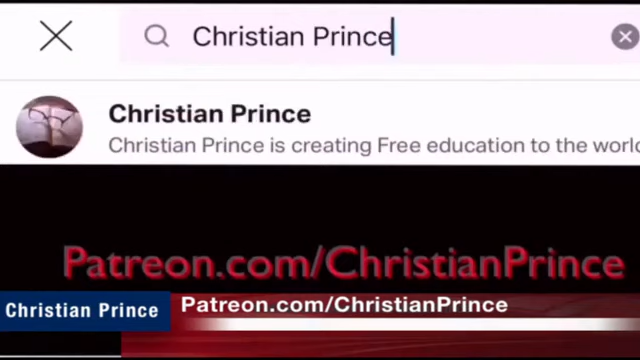 Christian Prince
Christian Prince
Christian Prince is creating Free education to the world
Patreon.com/ChristianPrince
Christian Prince
Patreon.com/ChristianPrince